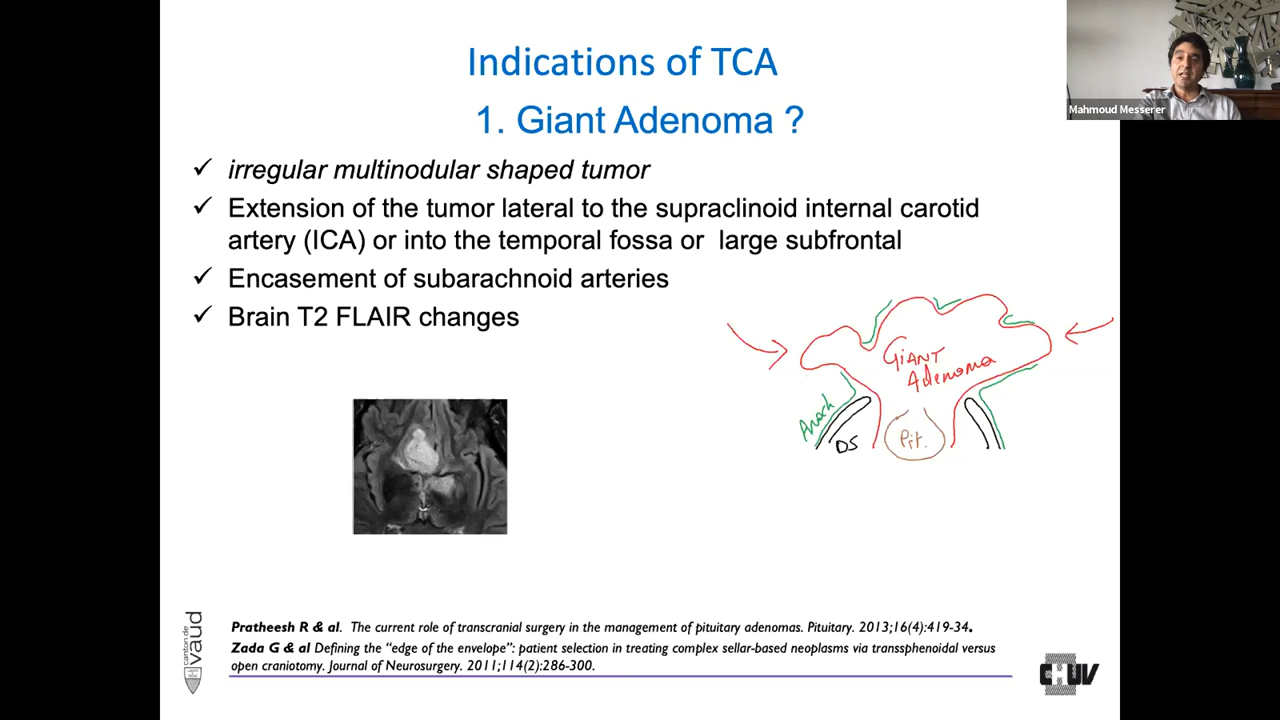 Indications of TCA
1. Giant Adenoma ?
✓ irregular multinodular shaped tumor
✓ Extension of the tumor lateral to the supraclinoid internal carotid
artery (ICA) or into the temporal fossa or large subfrontal
✓ Encasement of subarachnoid arteries
✓ Brain T2 FLAIR changes
GiANT
Adenoma
Arach
DS
Pit.
Mahmoud Messerer
Pratheesh R & al. The current role of transcranial surgery in the management of pituitary adenomas. Pituitary. 2013;16(4):419-34.
Zada G & al Defining the “edge of the envelope”: patient selection in treating complex sellar-based neoplasms via transsphenoidal versus
open craniotomy. Journal of Neurosurgery. 2011;114(2):286-300.
canton de
vaud
CHUV